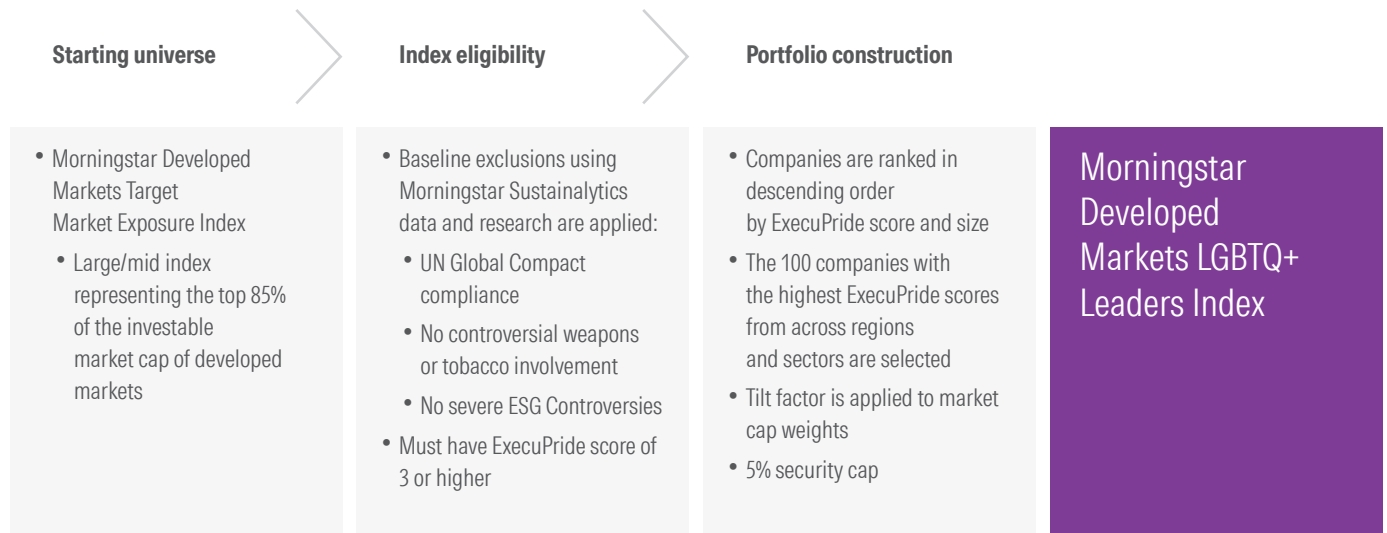 Starting universe
Index eligibility
Portfolio construction
• Morningstar Developed
Markets Target
Market Exposure Index
• Large/mid index
representing the top 85%
of the investable
market cap of developed
markets
• Baseline exclusions using
Morningstar Sustainalytics
data and research are applied:
• UN Global Compact
compliance
• No controversial weapons
or tobacco involvement
• No severe ESG Controversies
• Must have ExecuPride score of
3 or higher
• Companies are ranked in
descending order
by ExecuPride score and size
• The 100 companies with
the highest ExecuPride scores
from across regions
and sectors are selected
• Tilt factor is applied to market
cap weights
• 5% security cap
Morningstar
Developed
Markets LGBTQ+
Leaders Index